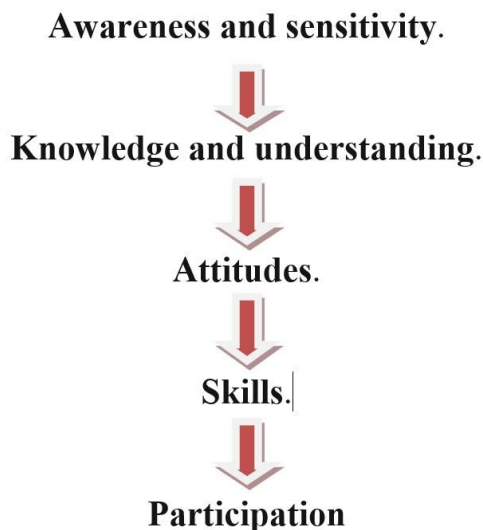 Awareness and sensitivity.
Knowledge and understanding.
Attitudes.
Skills.
Participation